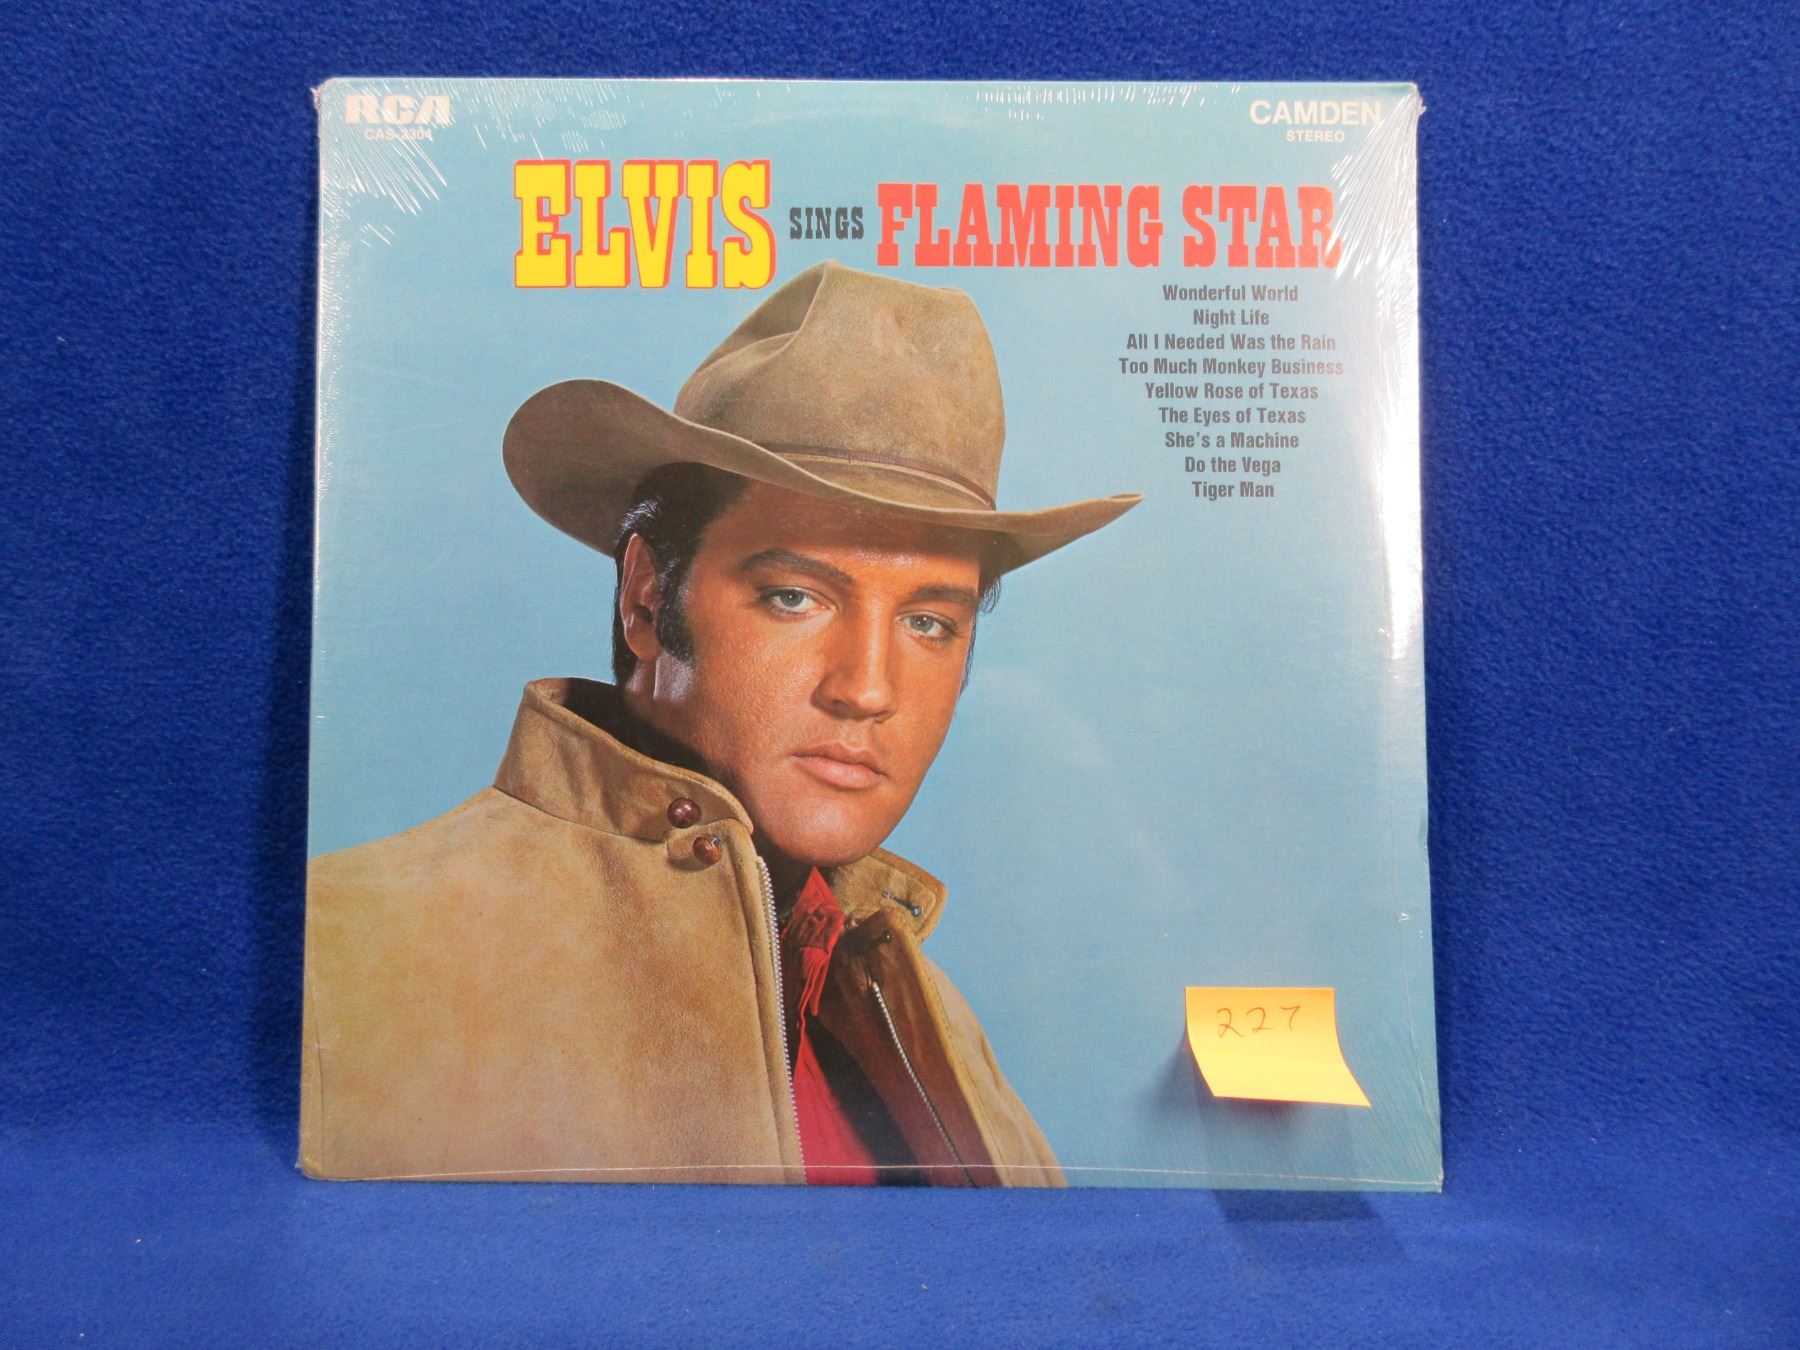 RCA
CAS-2304
CAMDEN
STEREO
ELVIS SINGS FLAMING STAR
Wonderful World
Night Life
All I Needed Was the Rain
Too Much Monkey Business
Yellow Rose of Texas
The Eyes of Texas
She's a Machine
Do the Vega
Tiger Man
227